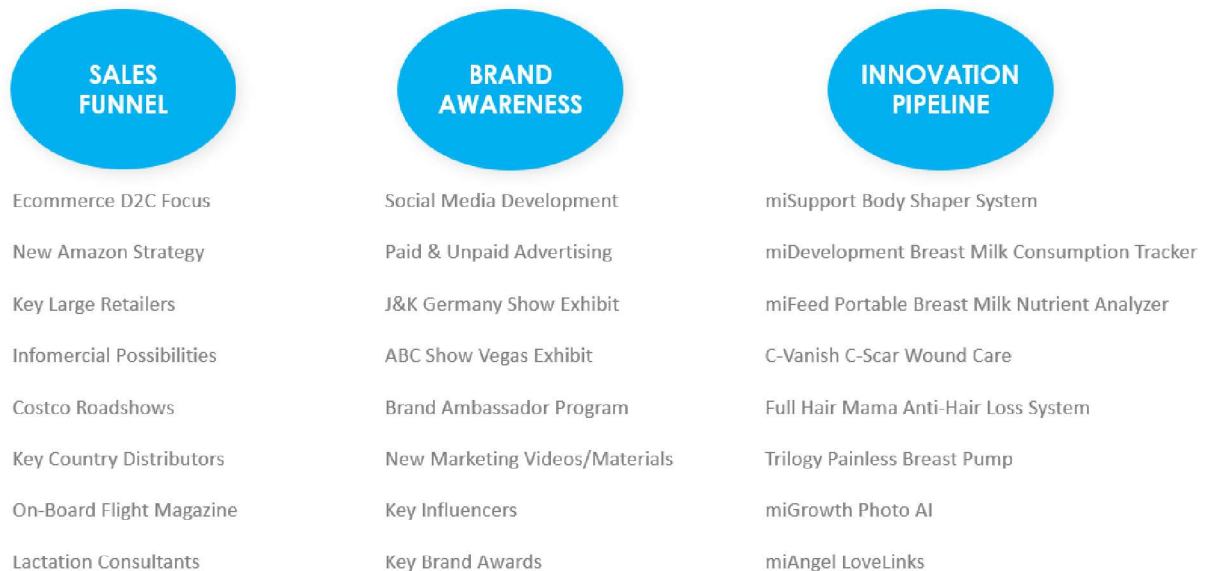 SALES
FUNNEL
Ecommerce D2C Focus
New Amazon Strategy
Key Large Retailers
Infomercial Possibilities
Costco Roadshows
Key Country Distributors
On-Board Flight Magazine
Lactation Consultants
BRAND
AWARENESS
Social Media Development
Paid & Unpaid Advertising
J&K Germany Show Exhibit
ABC Show Vegas Exhibit
Brand Ambassador Program
New Marketing Videos/Materials
Key Influencers
Key Brand Awards
INNOVATION
PIPELINE
miSupport Body Shaper System
miDevelopment Breast Milk Consumption Tracker
miFeed Portable Breast Milk Nutrient Analyzer
C-Vanish C-Scar Wound Care
Full Hair Mama Anti-Hair Loss System
Trilogy Painless Breast Pump
miGrowth Photo AI
miAngel LoveLinks